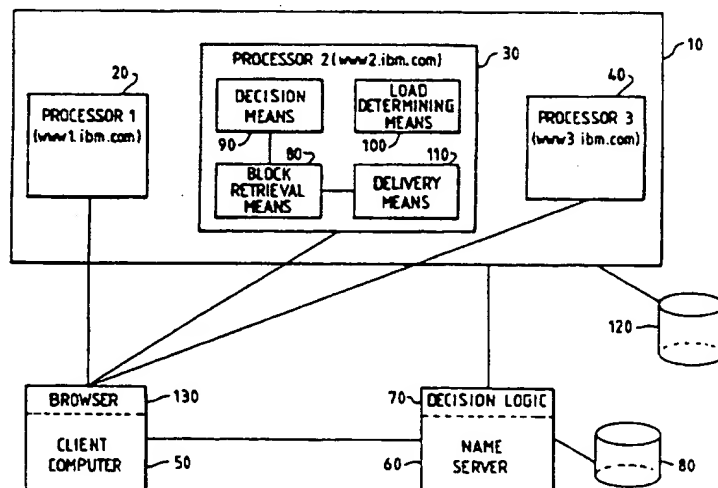 10
PROCESSOR 2 (www2.ibm.com)
30
20
PROCESSOR 1
(www1.ibm.com)
DECISION
MEANS
90
LOAD
DETERMINING
MEANS
100
80
BLOCK
RETRIEVAL
MEANS
110
DELIVERY
MEANS
40
PROCESSOR 3
(www3 ibm.com)
120
BROWSER
130
CLIENT
COMPUTER
50
70
DECISION LOGIC
60
NAME
SERVER
80